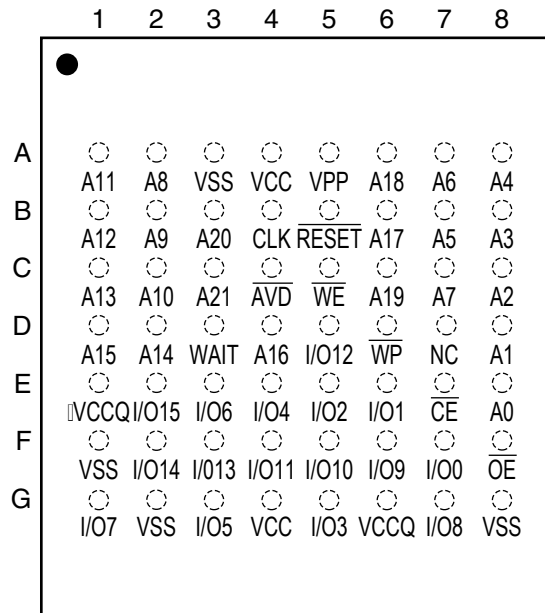 1 2 3 4 5 6 7 8
A
A11 A8 VSS VCC VPP A18 A6 A4
B
A12 A9 A20 CLK RESET A17 A5 A3
C
A13 A10 A21 AVD WE A19 A7 A2
D
A15 A14 WAIT A16 I/O12 WP NC A1
E
VCCQ I/O15 I/O6 I/O4 I/O2 I/O1 CE A0
F
VSS I/O14 I/013 I/O11 I/O10 I/O9 I/O0 OE
G
I/O7 VSS I/O5 VCC I/O3 VCCQ I/O8 VSS